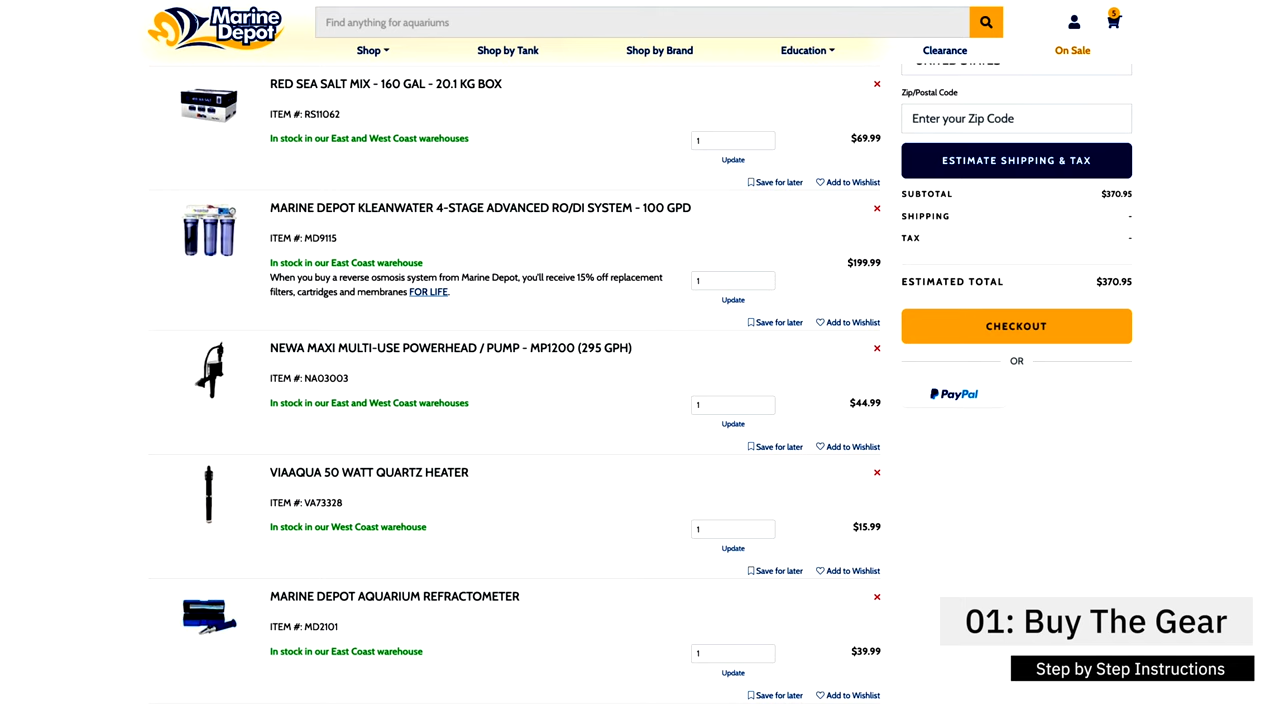 Marine
Depot
Find anything for aquariums
5
Shop
Shop by Tank
Shop by Brand
Education
Clearance
On Sale
RED SEA SALT MIX - 160 GAL - 20.1 KG BOX
ITEM #: RS11062
In stock in our East and West Coast warehouses
1
$69.99
Update
Save for later
Add to Wishlist
MARINE DEPOT KLEANWATER 4-STAGE ADVANCED RO/DI SYSTEM - 100 GPD
ITEM #: MD9115
In stock in our East Coast warehouse
$199.99
When you buy a reverse osmosis system from Marine Depot, you'll receive 15% off replacement
filters, cartridges and membranes FOR LIFE.
1
Update
Save for later
Add to Wishlist
NEWA MAXI MULTI-USE POWERHEAD / PUMP - MP1200 (295 GPH)
ITEM #: NA03003
In stock in our East and West Coast warehouses
1
$44.99
Update
Save for later
Add to Wishlist
VIAAQUA 50 WATT QUARTZ HEATER
ITEM #: VA73328
In stock in our West Coast warehouse
1
$15.99
Update
Save for later
Add to Wishlist
MARINE DEPOT AQUARIUM REFRACTOMETER
ITEM #: MD2101
In stock in our East Coast warehouse
1
$39.99
Update
Save for later
Add to Wishlist
UNITED STATES
Zip/Postal Code
Enter your Zip Code
ESTIMATE SHIPPING & TAX
SUBTOTAL $370.95
SHIPPING -
TAX -
ESTIMATED TOTAL $370.95
CHECKOUT
OR
PayPal
01: Buy The Gear
Step by Step Instructions